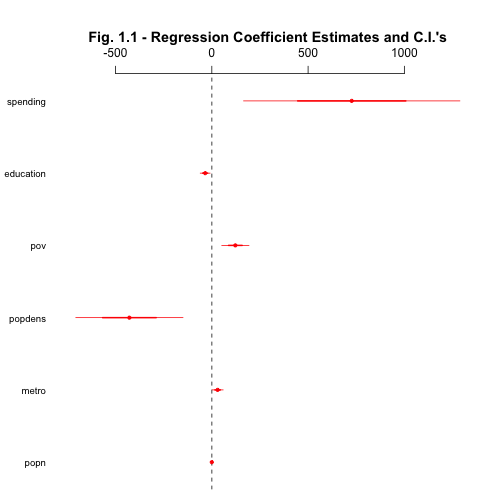 Fig. 1.1 - Regression Coefficient Estimates and C.I.'s
-500 0 500 1000
spending
education
pov
popdens
metro
popn